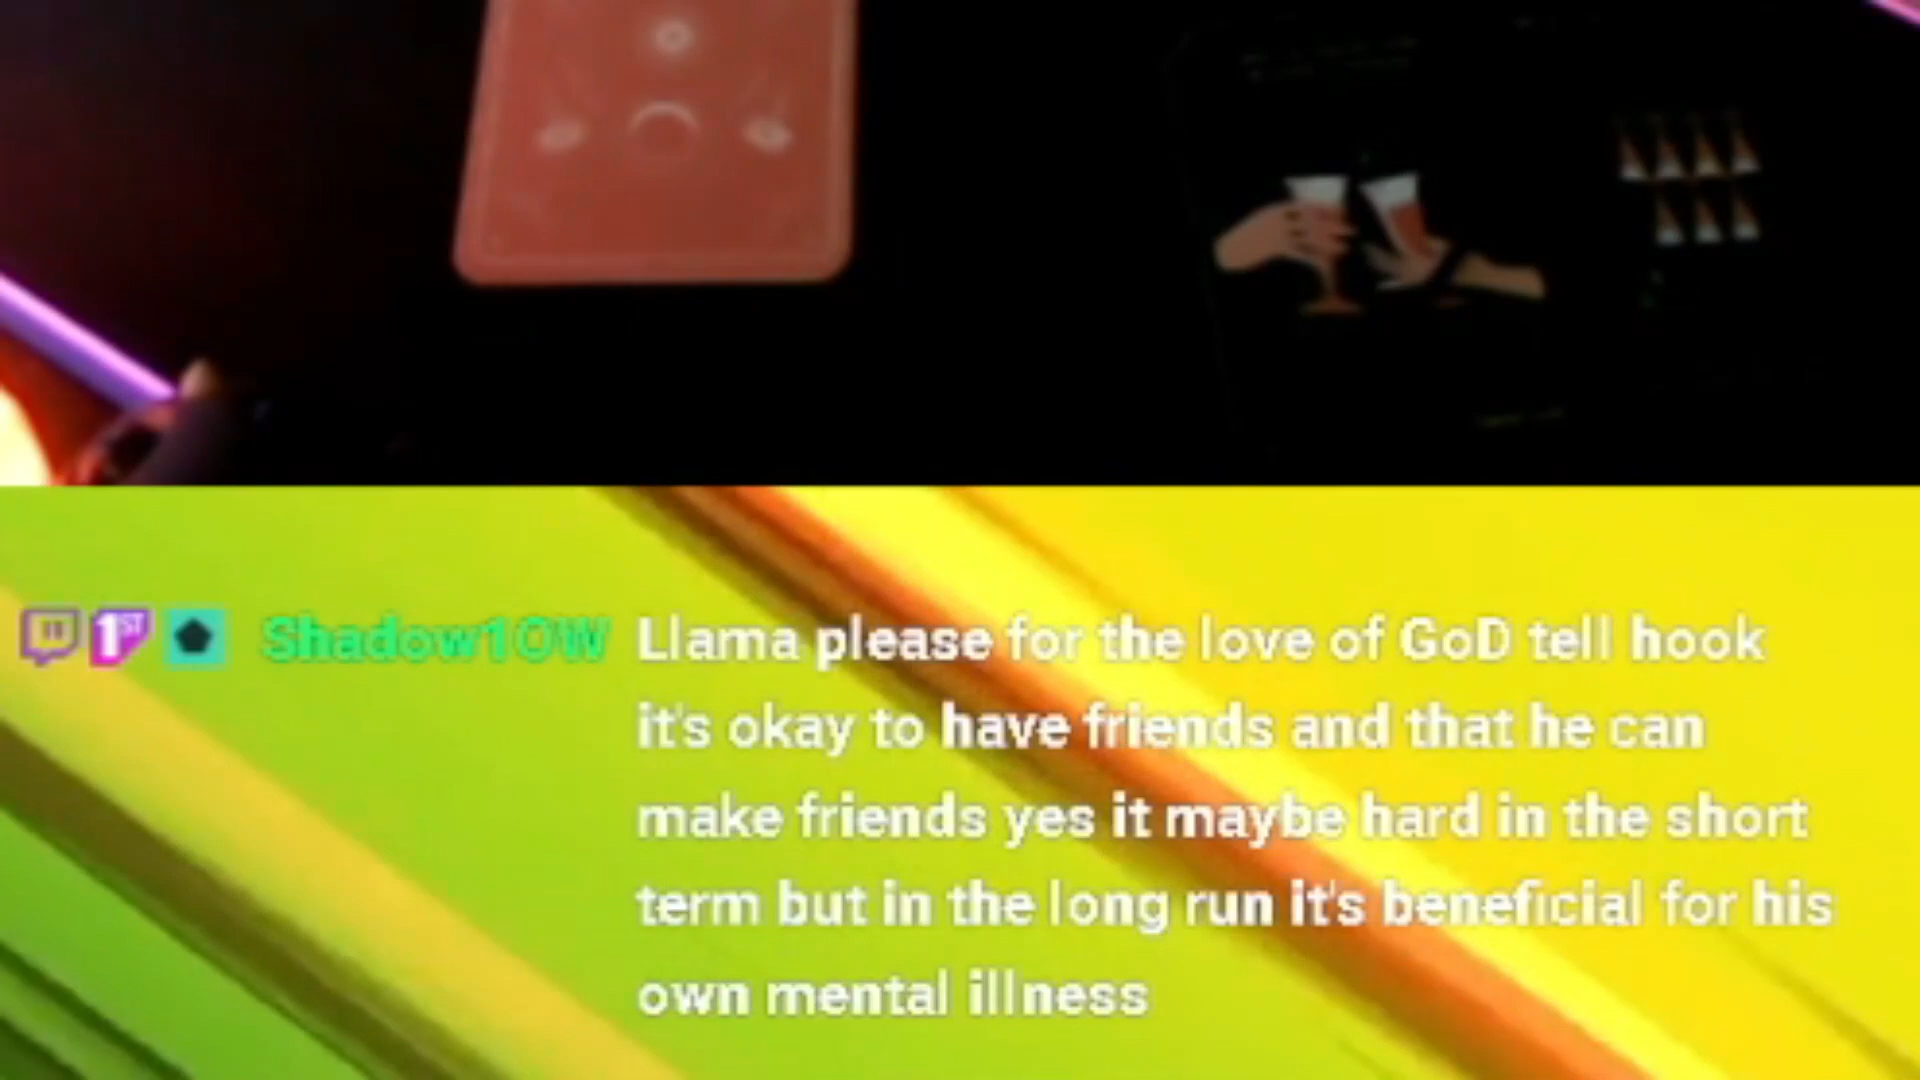 1ST Shadow1OW Llama please for the love of GoD tell hook
it's okay to have friends and that he can
make friends yes it maybe hard in the short
term but in the long run it's beneficial for his
own mental illness